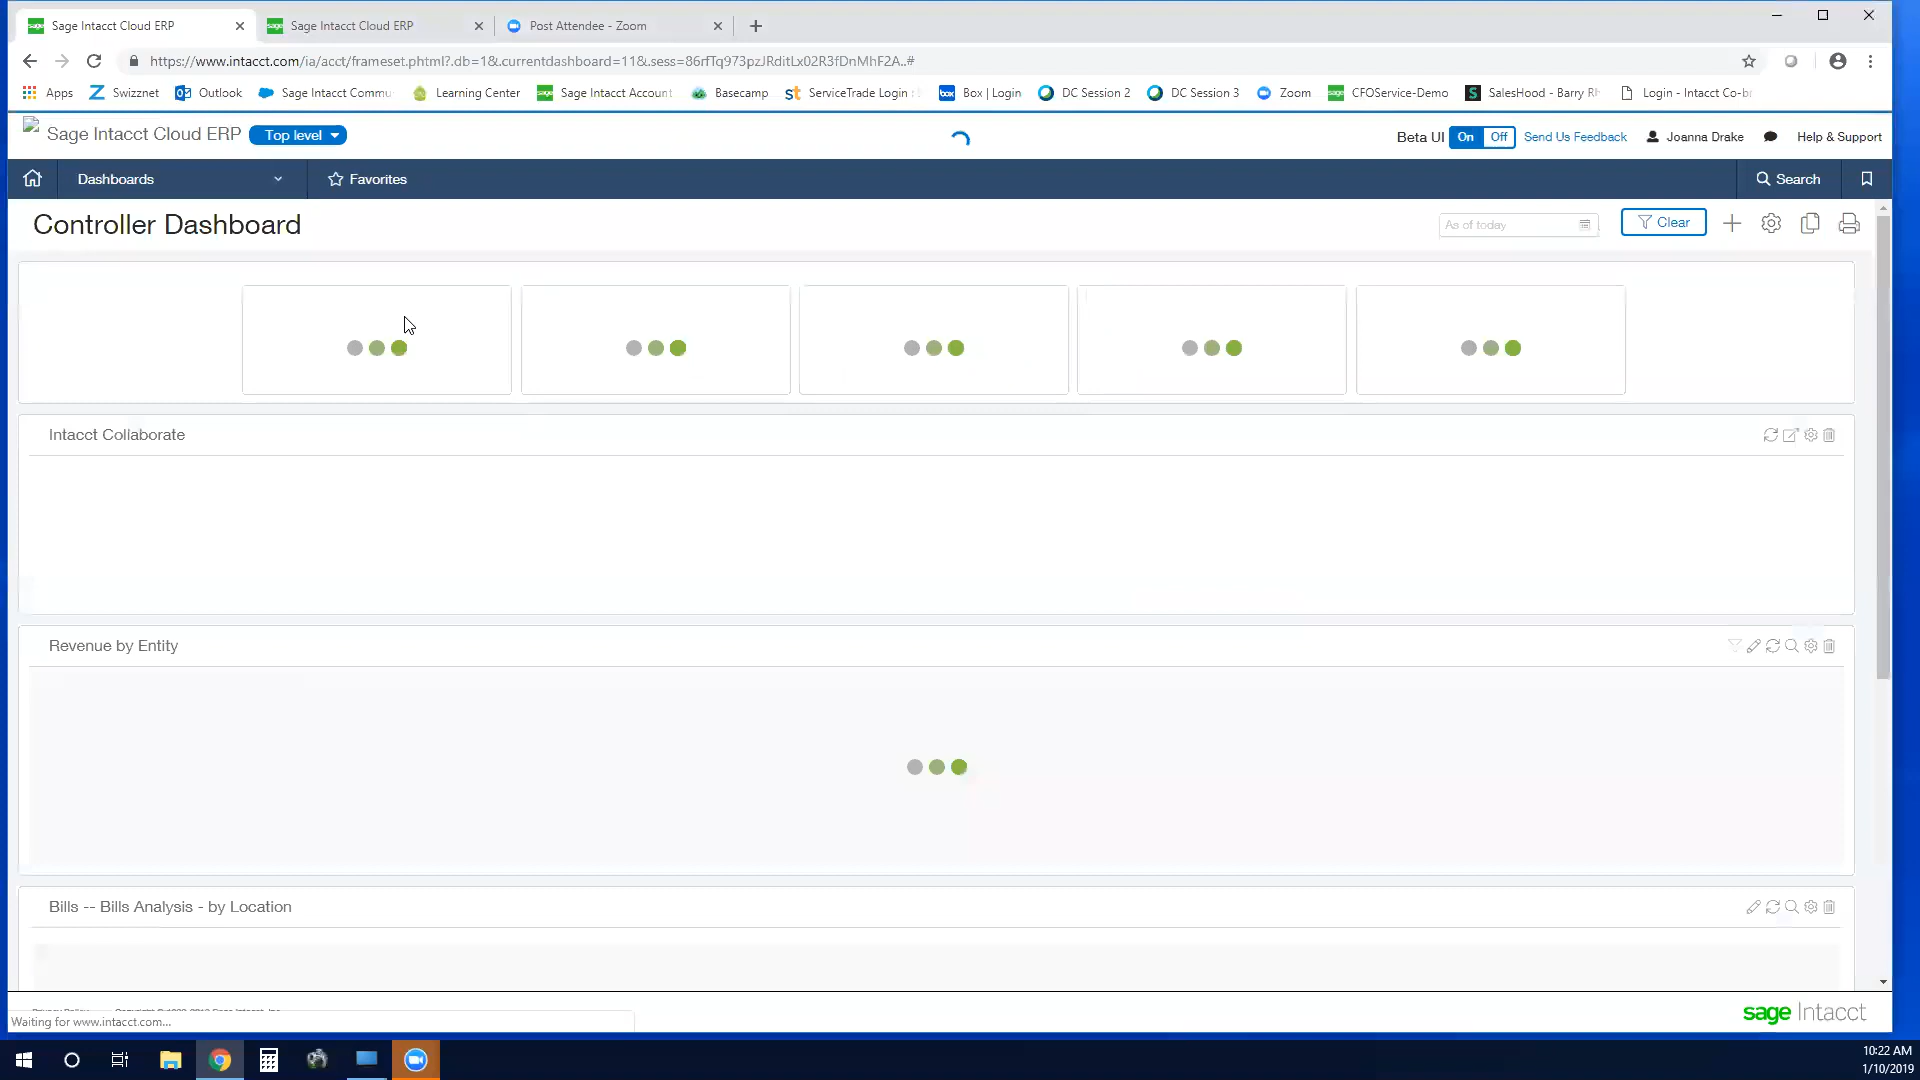 Sage Intacct Cloud ERP
Sage Intacct Cloud ERP
Post Attendee - Zoom
https://www.intacct.com/ia/acct/frameset.phtml?.db=1&.currentdashboard=11&.sess=86rfTq973pzJRditLx02R3fDnMhF2A..#
Apps
Swizznet
Outlook
Sage Intacct Commu
Learning Center
Sage Intacct Account
Basecamp
ServiceTrade Login :
Box | Login
DC Session 2
DC Session 3
Zoom
CFOService-Demo
SalesHood - Barry Rh
Login - Intacct Co-br
Sage Intacct Cloud ERP
Top level
Beta UI
On
Off
Send Us Feedback
Joanna Drake
Help & Support
Dashboards
Favorites
Search
Controller Dashboard
As of today
Clear
Intacct Collaborate
Revenue by Entity
Bills -- Bills Analysis - by Location
Waiting for www.intacct.com...
sage Intacct
10:22 AM
1/10/2019